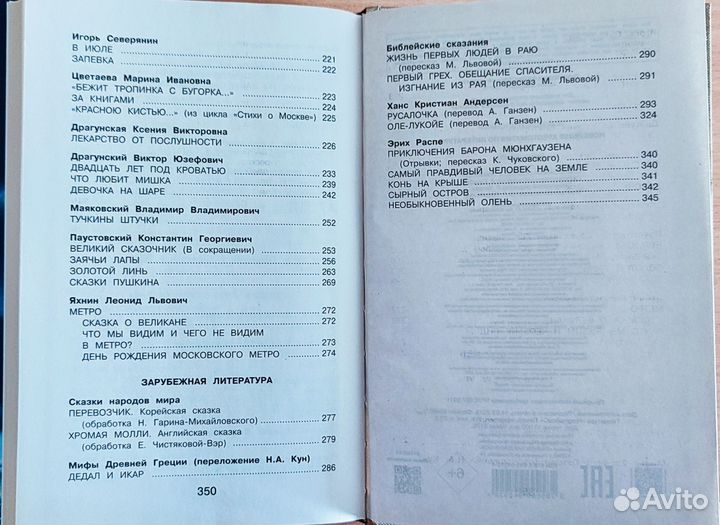 Игорь Северянин
В ИЮЛЕ 221
ЗАПЕВКА 222
Цветаева Марина Ивановна
«БЕЖИТ ТРОПИНКА С БУГОРКА...» 223
ЗА КНИГАМИ 224
«КРАСНОЮ КИСТЬЮ...» (из цикла «Стихи о Москве») 225
Драгунская Ксения Викторовна
ЛЕКАРСТВО ОТ ПОСЛУШНОСТИ 226
Драгунский Виктор Юзефович
ДВАДЦАТЬ ЛЕТ ПОД КРОВАТЬЮ 233
ЧТО ЛЮБИТ МИШКА 239
ДЕВОЧКА НА ШАРЕ 242
Маяковский Владимир Владимирович
ТУЧКИНЫ ШТУЧКИ 252
Паустовский Константин Георгиевич
ВЕЛИКИЙ СКАЗОЧНИК (В сокращении) 253
ЗАЯЧЬИ ЛАПЫ 256
ЗОЛОТОЙ ЛИНЬ 263
СКАЗКИ ПУШКИНА 269
Яхнин Леонид Львович
МЕТРО 272
СКАЗКА О ВЕЛИКАНЕ 272
ЧТО МЫ ВИДИМ И ЧЕГО НЕ ВИДИМ
В МЕТРО? 273
ДЕНЬ РОЖДЕНИЯ МОСКОВСКОГО МЕТРО 274
ЗАРУБЕЖНАЯ ЛИТЕРАТУРА
Сказки народов мира
ПЕРЕВОЗЧИК. Корейская сказка
(обработка Н. Гарина-Михайловского) 277
ХРОМАЯ МОЛЛИ. Английская сказка
(обработка Е. Чистяковой-Вэр) 279
Мифы Древней Греции (переложение Н.А. Кун)
ДЕДАЛ И ИКАР 286
350
Библейские сказания
ЖИЗНЬ ПЕРВЫХ ЛЮДЕЙ В РАЮ
(пересказ М. Львовой) 290
ПЕРВЫЙ ГРЕХ. ОБЕЩАНИЕ СПАСИТЕЛЯ.
ИЗГНАНИЕ ИЗ РАЯ (пересказ М. Львовой) 291
Ханс Кристиан Андерсен
РУСАЛОЧКА (перевод А. Ганзен) 293
ОЛЕ-ЛУКОЙЕ (перевод А. Ганзен) 324
Эрих Распе
ПРИКЛЮЧЕНИЯ БАРОНА МЮНХГАУЗЕНА
(Отрывки; пересказ К. Чуковского) 340
САМЫЙ ПРАВДИВЫЙ ЧЕЛОВЕК НА ЗЕМЛЕ 340
КОНЬ НА КРЫШЕ 341
СЫРНЫЙ ОСТРОВ 342
НЕОБЫКНОВЕННЫЙ ОЛЕНЬ 345
Avito